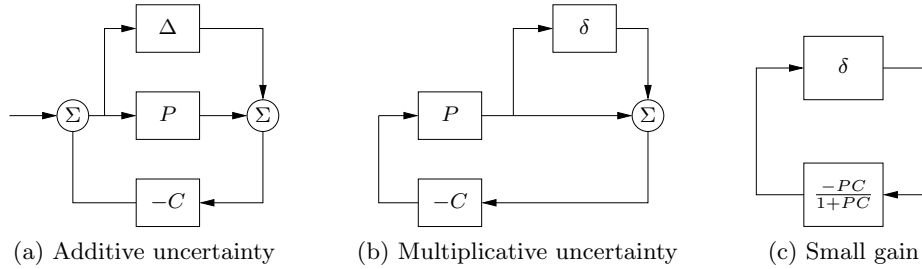 Δ
Σ
P
Σ
−C
(a) Additive uncertainty
δ
P
Σ
−C
(b) Multiplicative uncertainty
δ
−PC
1+PC
(c) Small gain